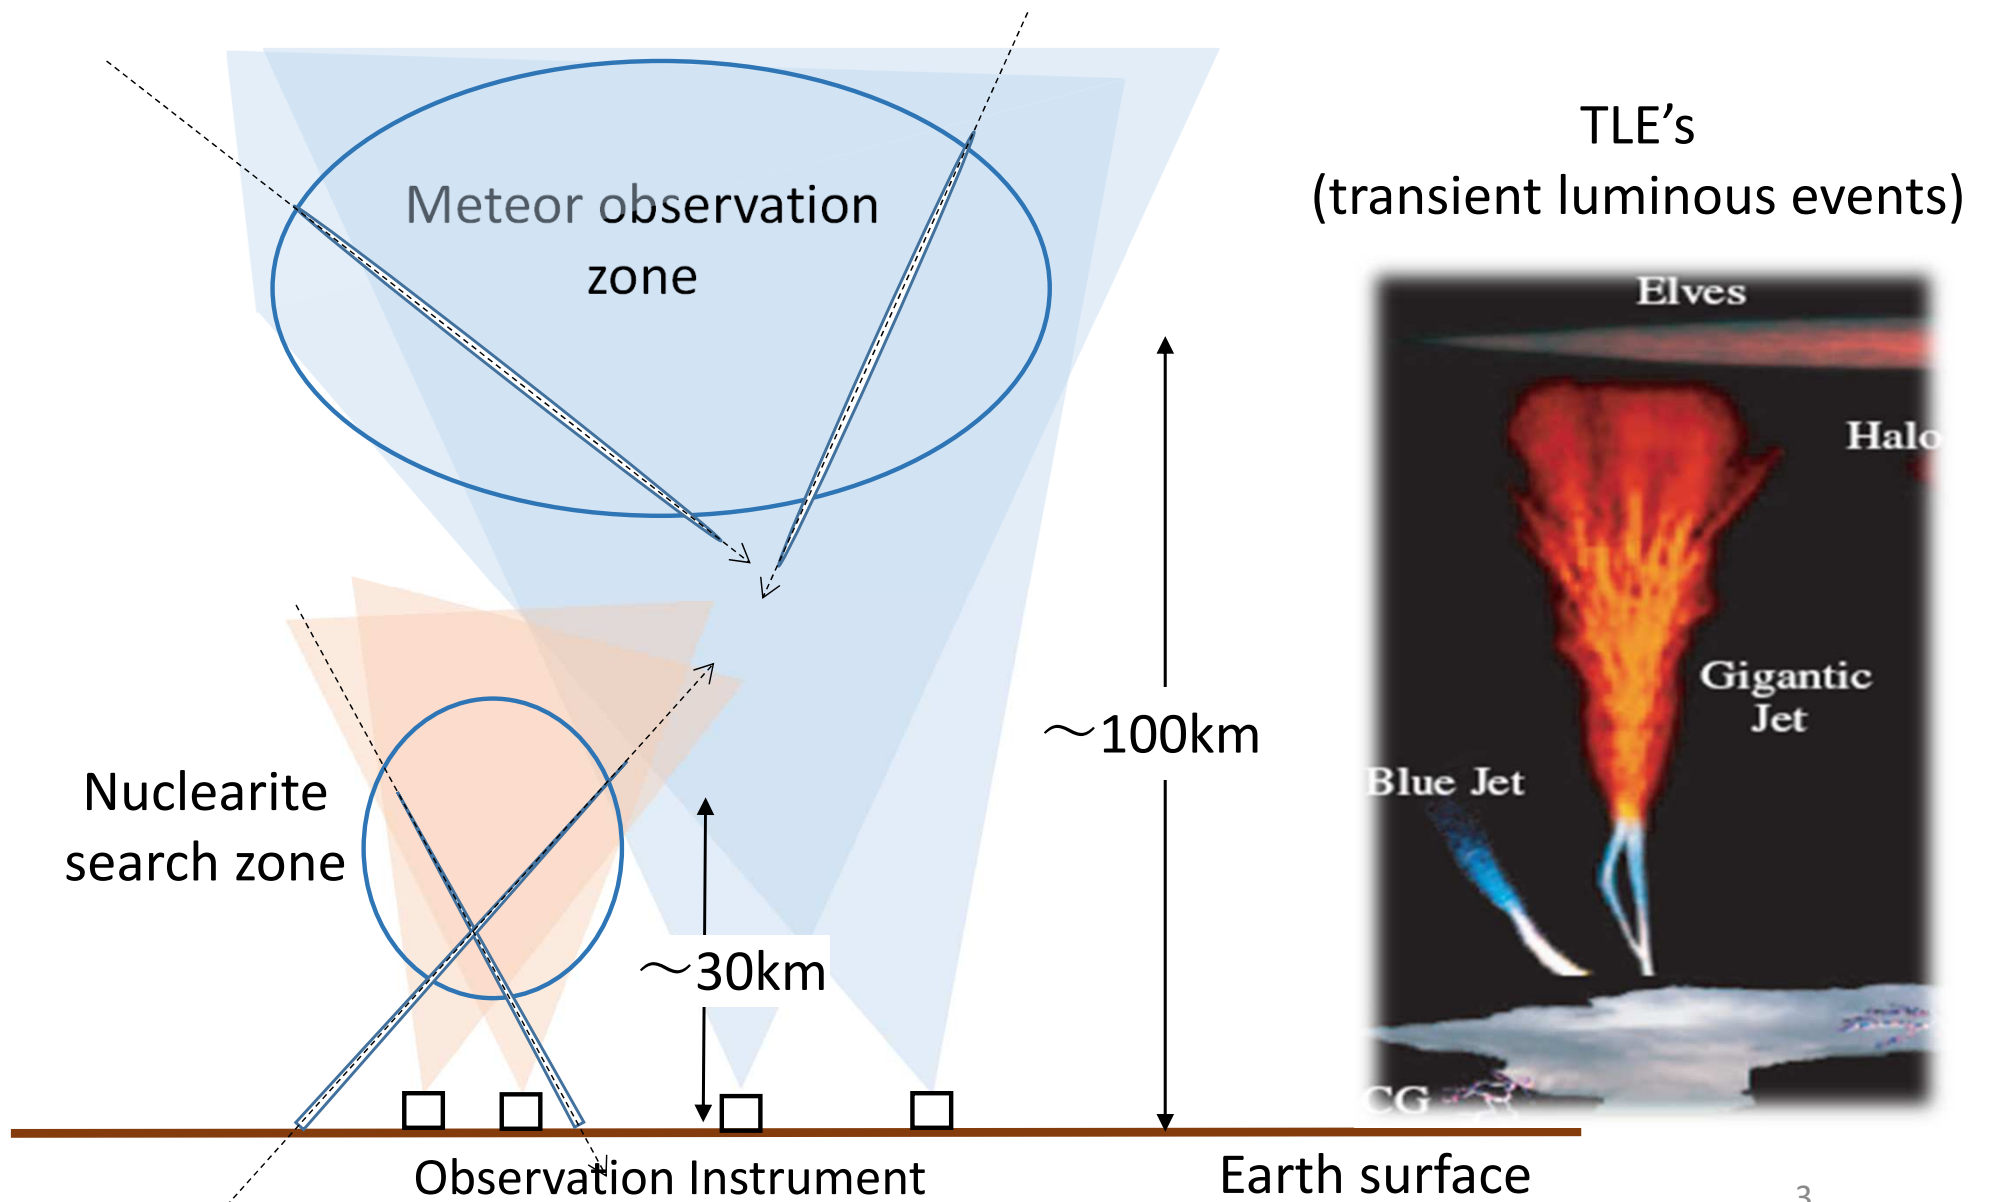 TLE’s
(transient luminous events)
Meteor observation
zone
Elves
Halo
Gigantic
Jet
Blue Jet
〜100km
Nuclearite
search zone
〜30km
CG
Observation Instrument
Earth surface
3